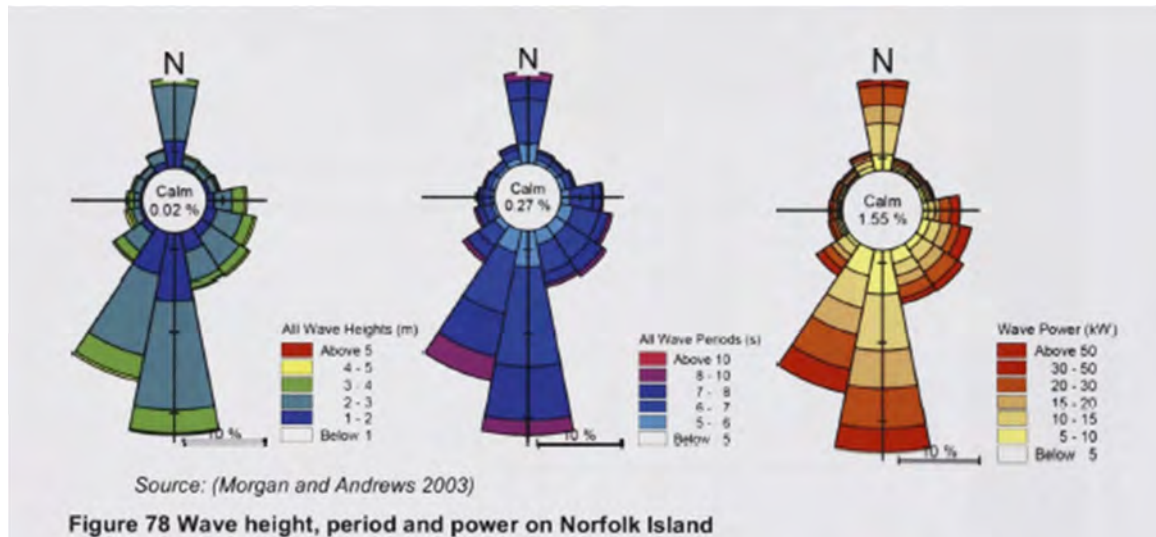 N
Calm
0.02 %
All Wave Heights (m)
Above 5
4 - 5
3 - 4
2 - 3
1 - 2
Below 1
10 %
N
Calm
0.27 %
All Wave Periods (s)
Above 10
8 - 10
7 - 8
6 - 7
5 - 6
Below 5
10 %
N
Calm
1.55 %
Wave Power (kW)
Above 50
30 - 50
20 - 30
15 - 20
10 - 15
5 - 10
Below 5
10 %
Source: (Morgan and Andrews 2003)
Figure 78 Wave height, period and power on Norfolk Island